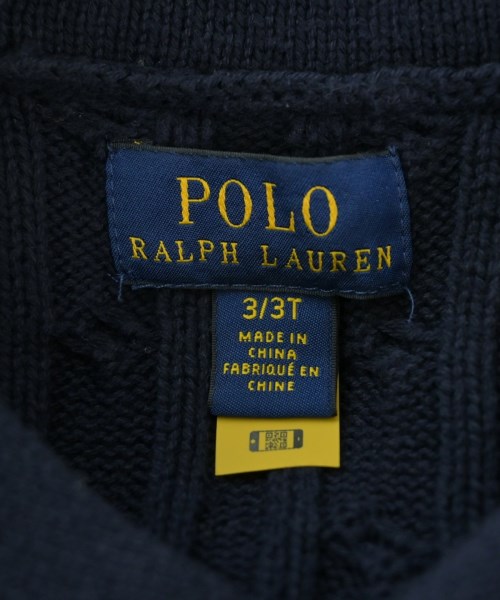 POLO
RALPH LAUREN
3/3T
MADE IN
CHINA
FABRIQUÉ EN
CHINE